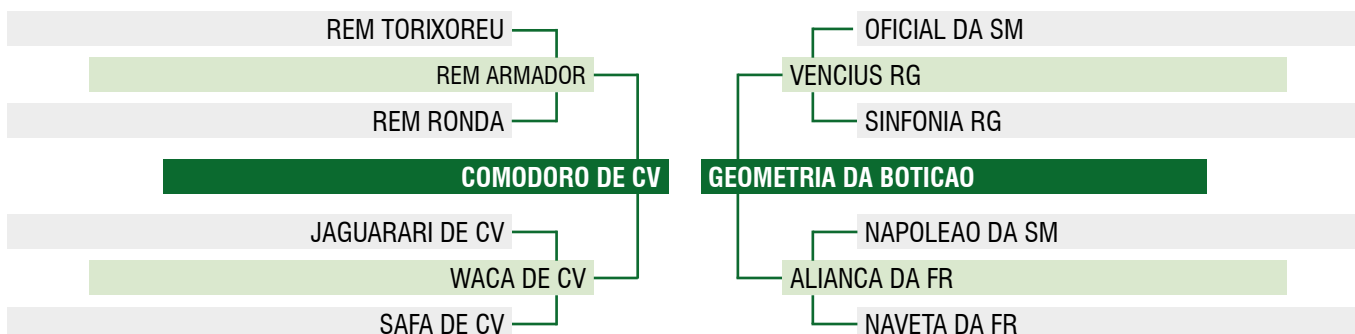 REM TORIXOREU
REM ARMADOR
REM RONDA
COMODORO DE CV
JAGUARARI DE CV
WACA DE CV
SAFA DE CV
OFICIAL DA SM
VENCIUS RG
SINFONIA RG
GEOMETRIA DA BOTICAO
NAPOLEAO DA SM
ALIANCA DA FR
NAVETA DA FR